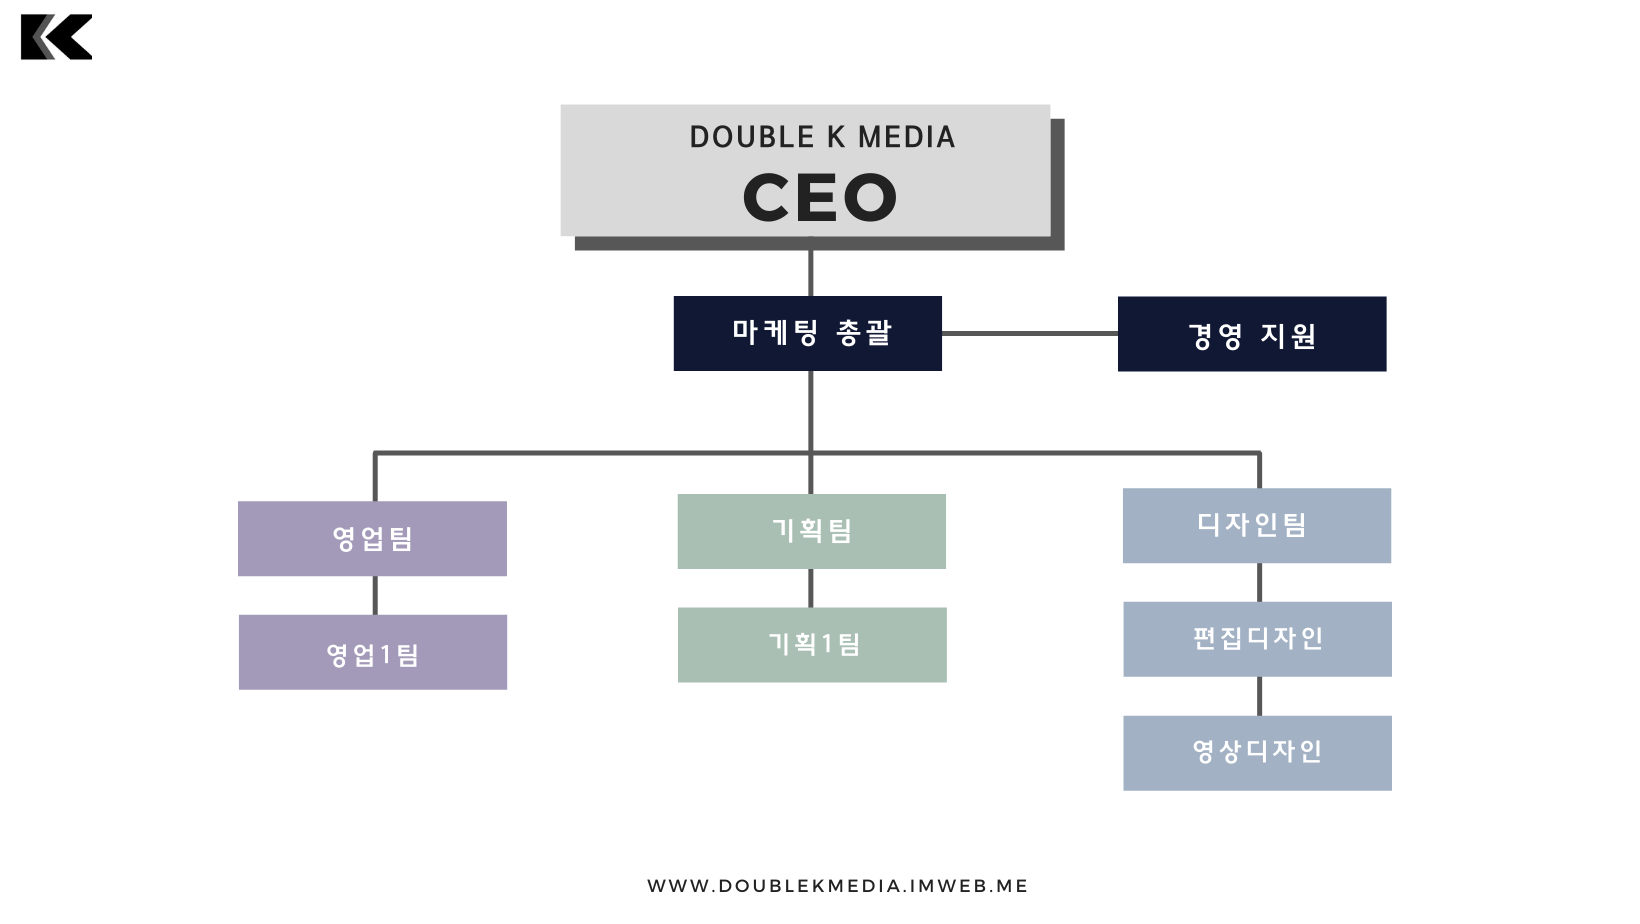 DOUBLE K MEDIA
CEO
마케팅 총괄
경영 지원
영업팀
기획팀
디자인팀
영업1팀
기획1팀
편집디자인
영상디자인
WWW.DOUBLEKMEDIA.IMWEB.ME